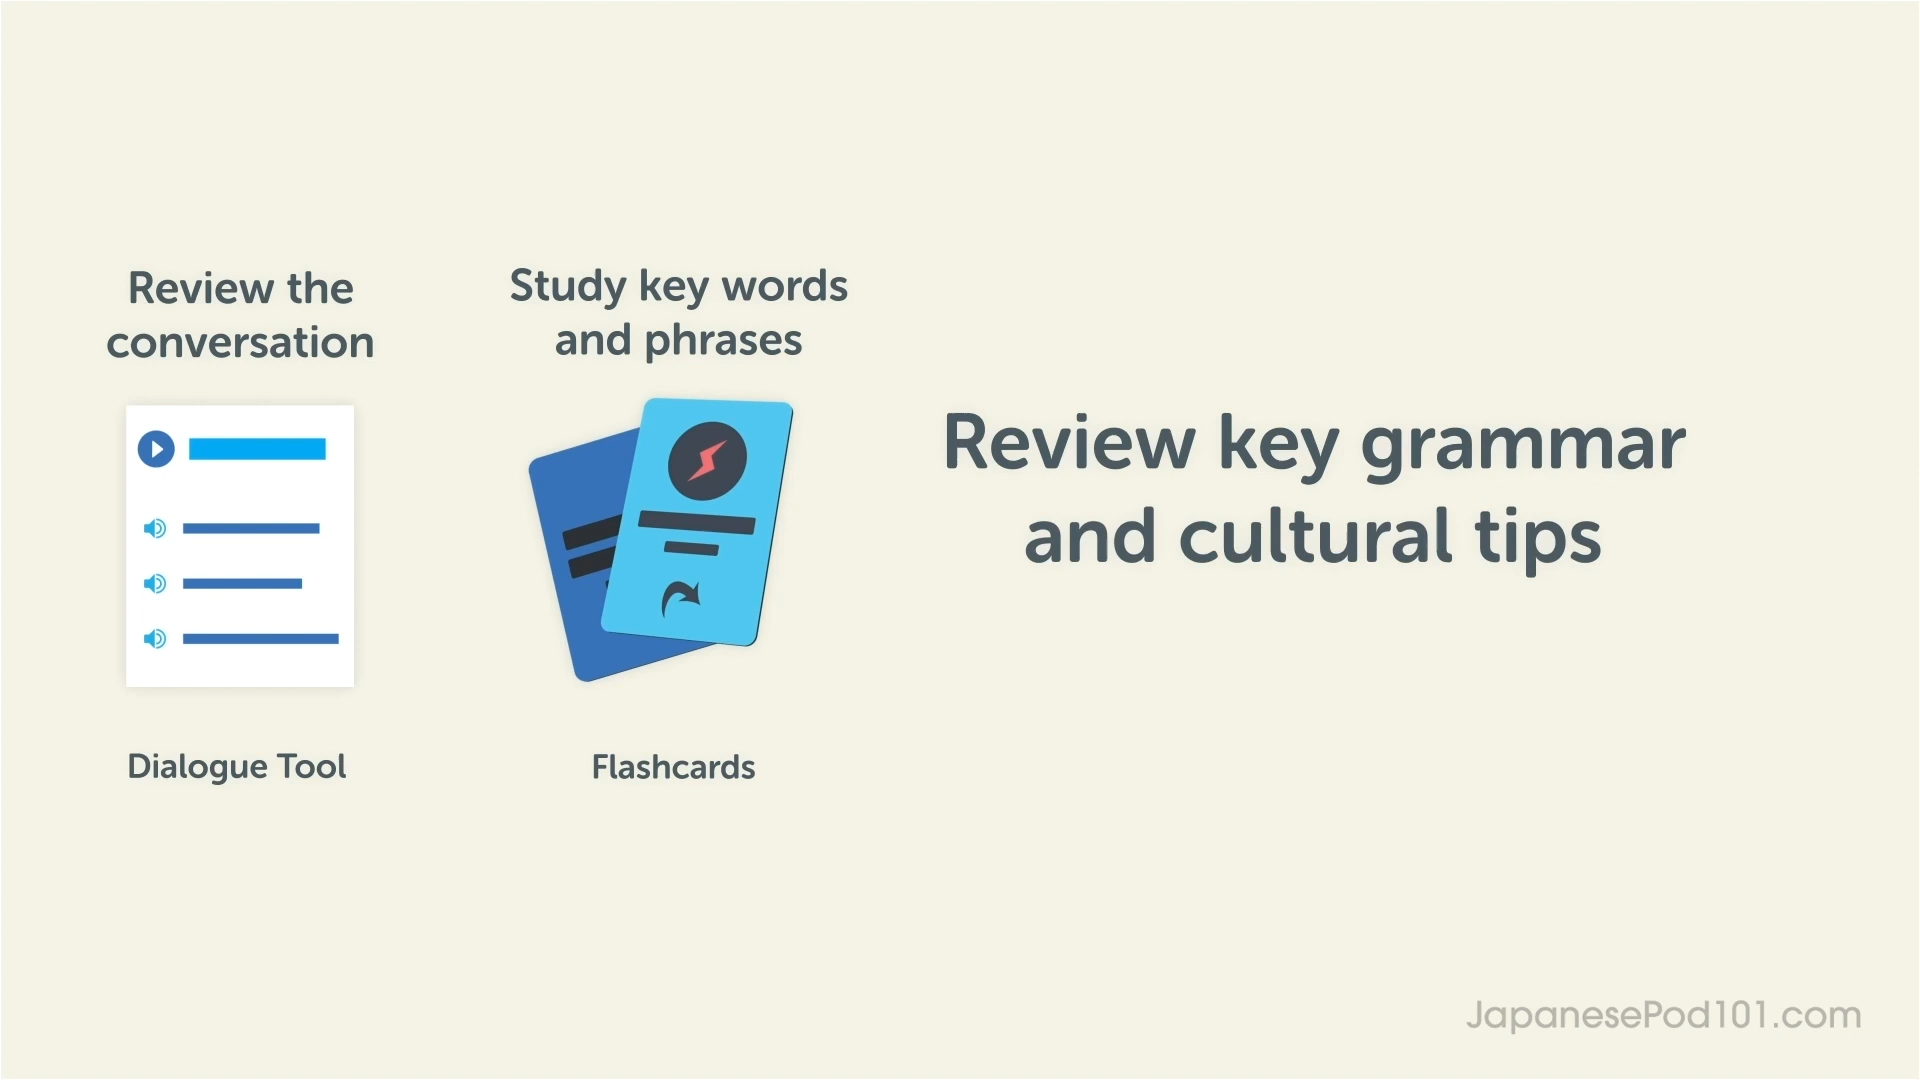 Review the
conversation
Dialogue Tool
Study key words
and phrases
Flashcards
Review key grammar
and cultural tips
JapanesePod101.com